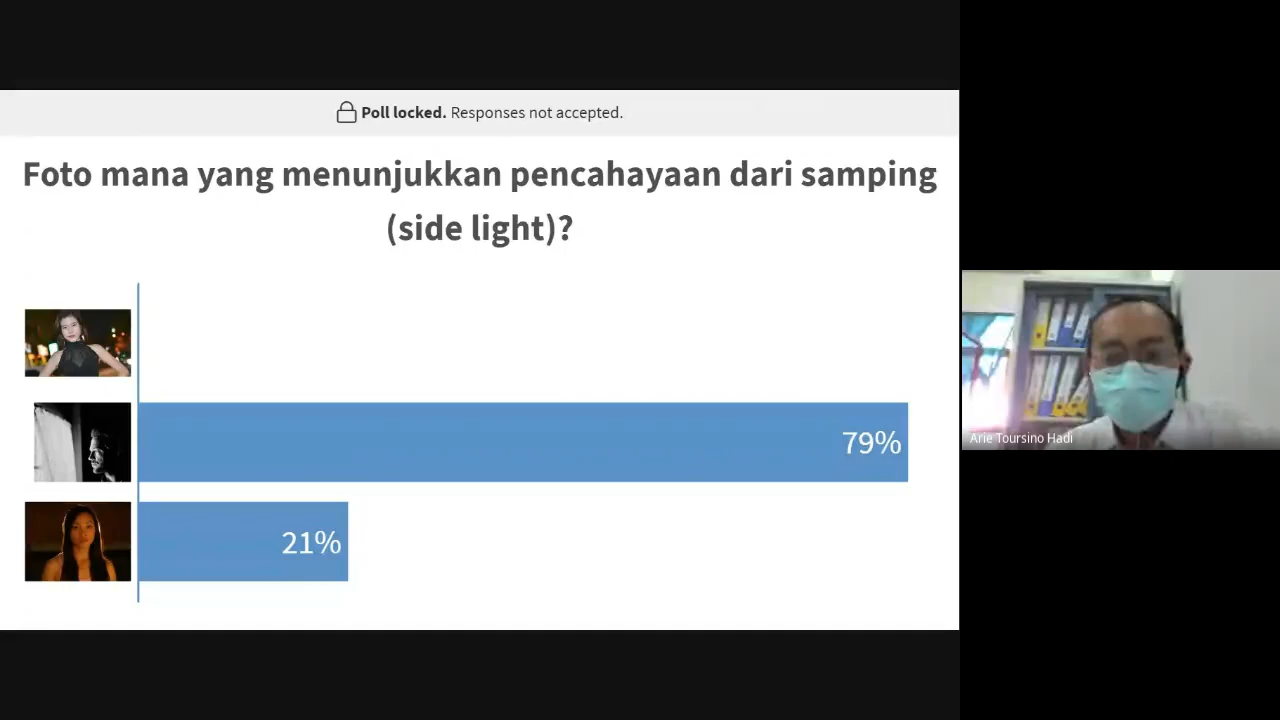 Poll locked. Responses not accepted.
Foto mana yang menunjukkan pencahayaan dari samping
(side light)?
79%
21%
Arie Toursino Hadi